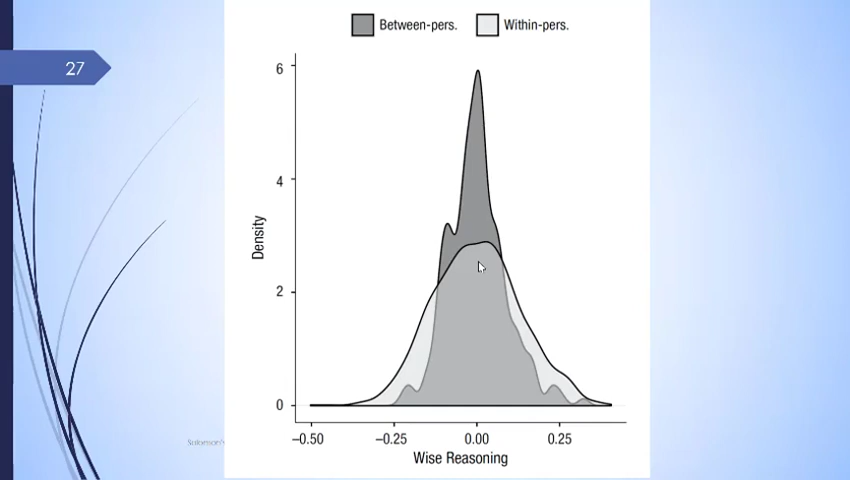 Between-pers. Within-pers.
27
6
4
2
0
Density
−0.50 −0.25 0.00 0.25
Wise Reasoning
Solomon's